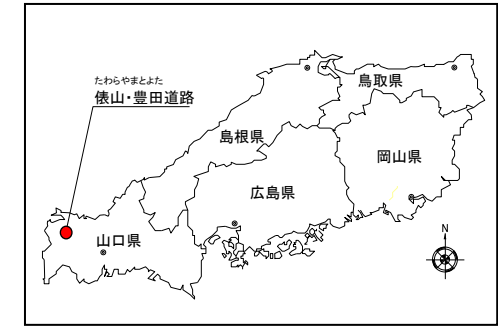 たわらやまとよた
俵山・豊田道路
鳥取県
島根県
岡山県
広島県
山口県
N